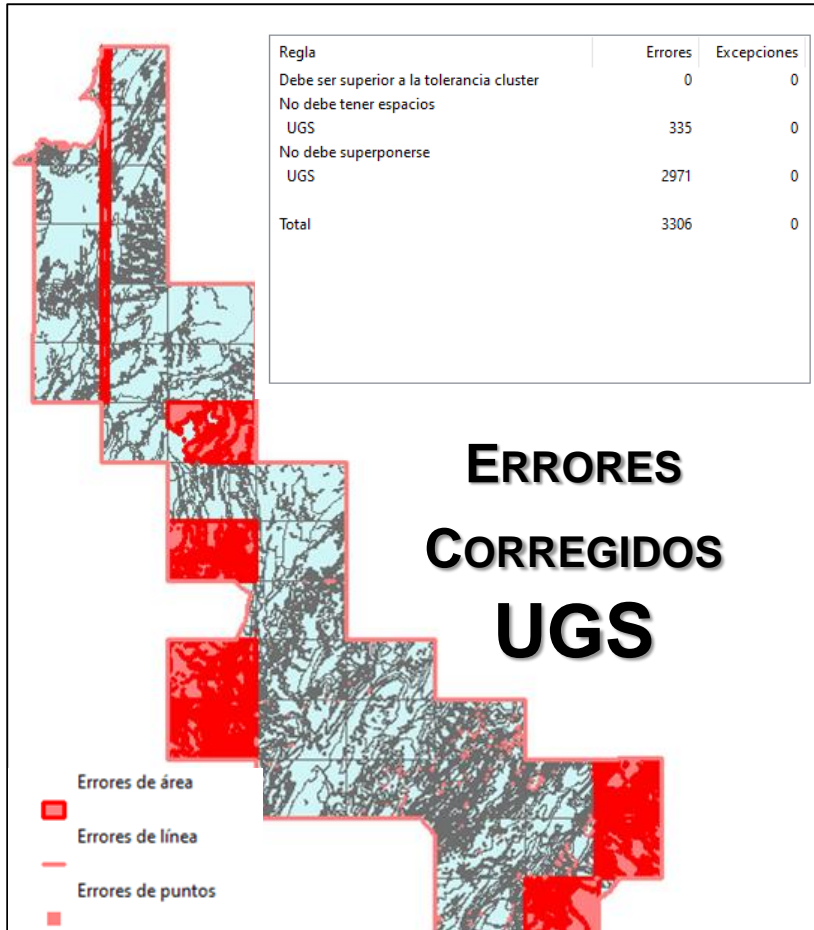 Regla Errores Excepciones
Debe ser superior a la tolerancia cluster 0 0
No debe tener espacios
UGS 335 0
No debe superponerse
UGS 2971 0
Total 3306 0
ERRORES
CORREGIDOS
UGS
Errores de área
Errores de línea
Errores de puntos